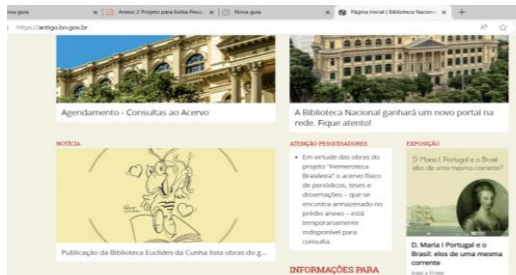 nova guia
Anexo 2 Projeto para bolsa Pesq
Nova guia
Página inicial | Biblioteca Nacion
https://antigo.bn.gov.br
Agendamento - Consultas ao Acervo
A Biblioteca Nacional ganhará um novo portal na
rede. Fique atento!
NOTÍCIA
Publicação da Biblioteca Euclides da Cunha lista obras do g...
ATENÇÃO PESQUISADORES
Em virtude das obras do
projeto "Hemeroteca
Brasileira" o acervo físico
de periódicos, teses e
dissertações – que se
encontra armazenado no
prédio anexo – está
temporariamente
indisponível para
consulta.
INFORMAÇÕES PARA
EXPOSIÇÃO
D. Maria I Portugal e o Brasil
elos de uma mesma corrente?
D. Maria I Portugal e o
Brasil: elos de uma mesma
corrente